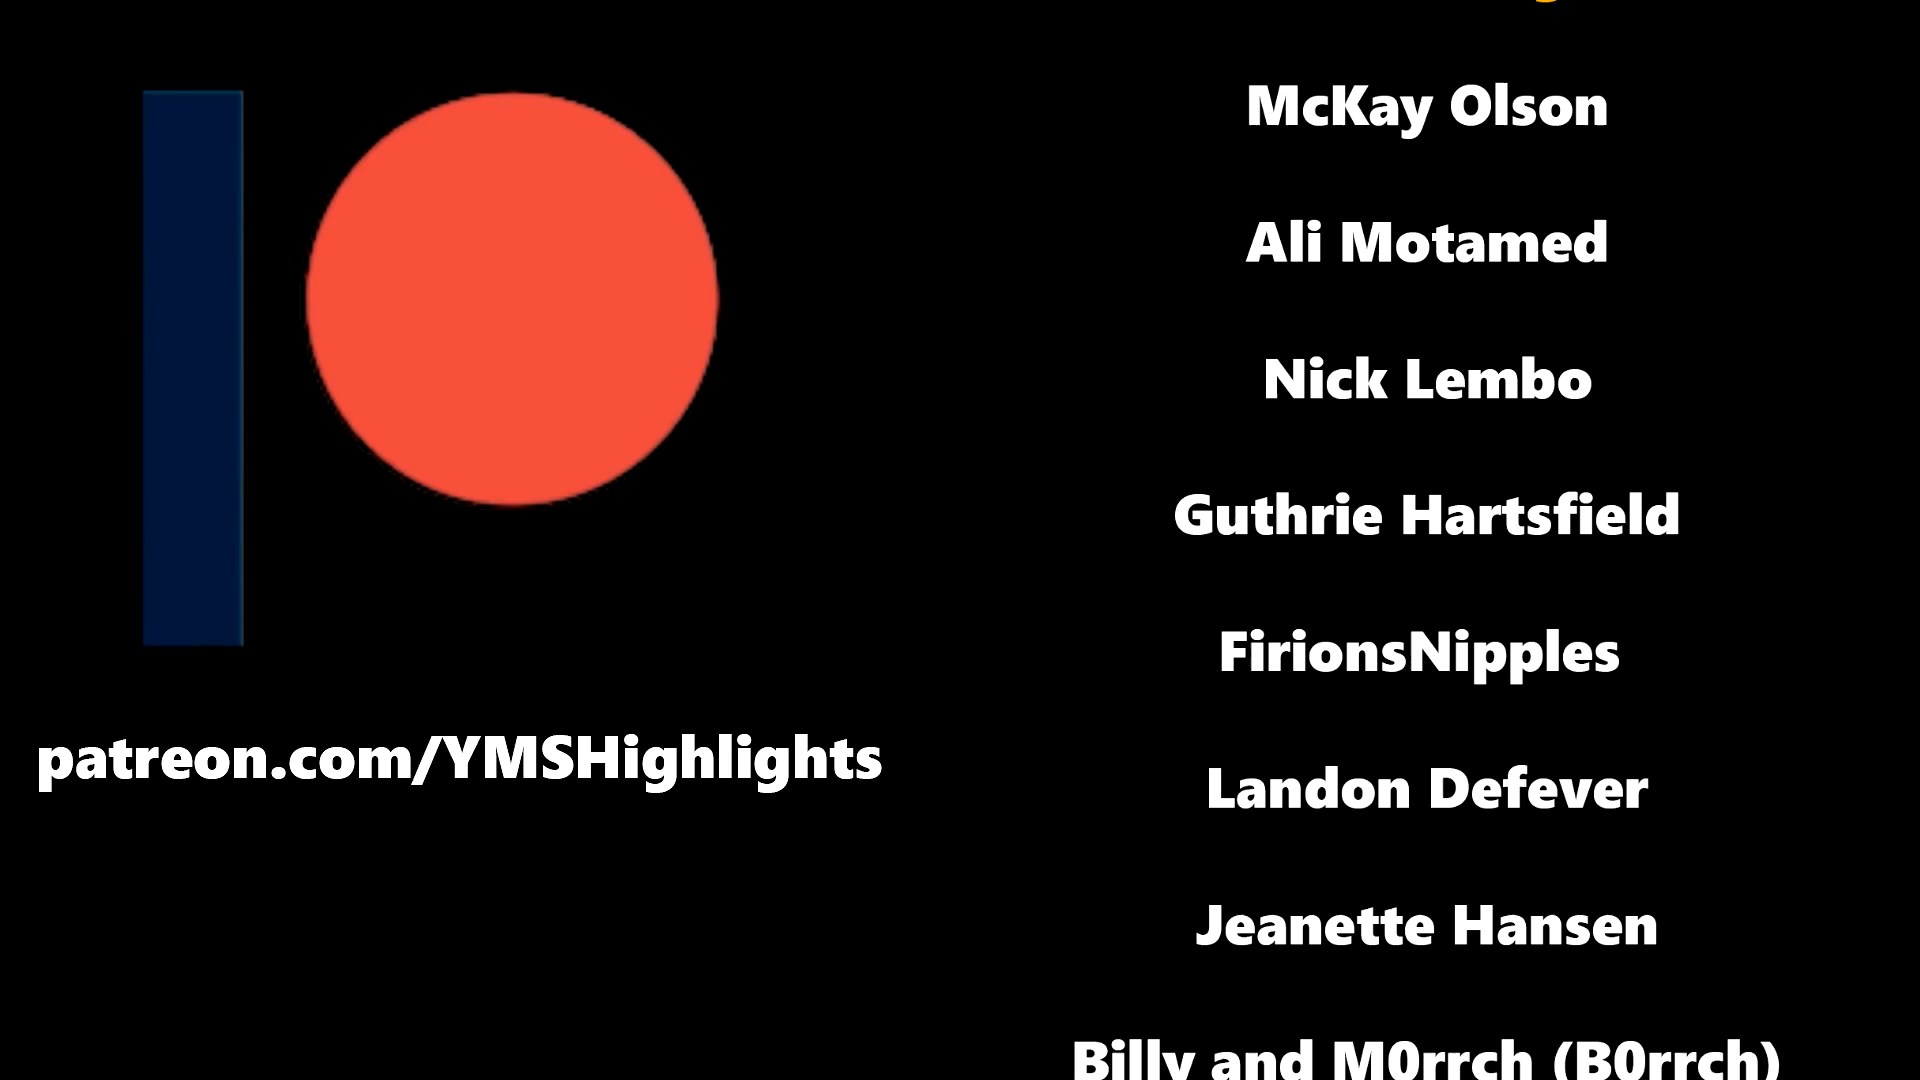 McKay Olson
Ali Motamed
Nick Lembo
Guthrie Hartsfield
FirionsNipples
patreon.com/YMSHighlights
Landon Defever
Jeanette Hansen
Billy and M0rrch (B0rrch)